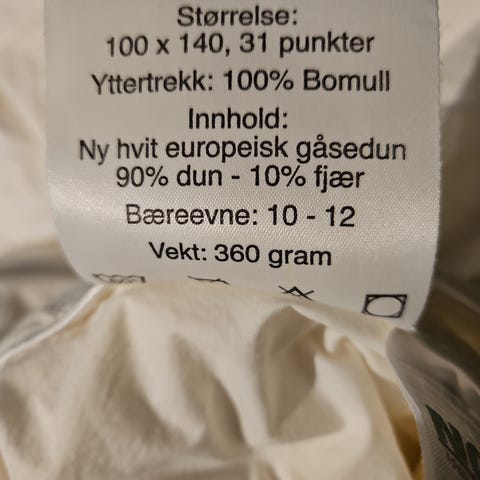 Størrelse:
100 x 140, 31 punkter
Yttertrekk: 100% Bomull
Innhold:
Ny hvit europeisk gåsedun
90% dun - 10% fjær
Bæreevne: 10 - 12
Vekt: 360 gram